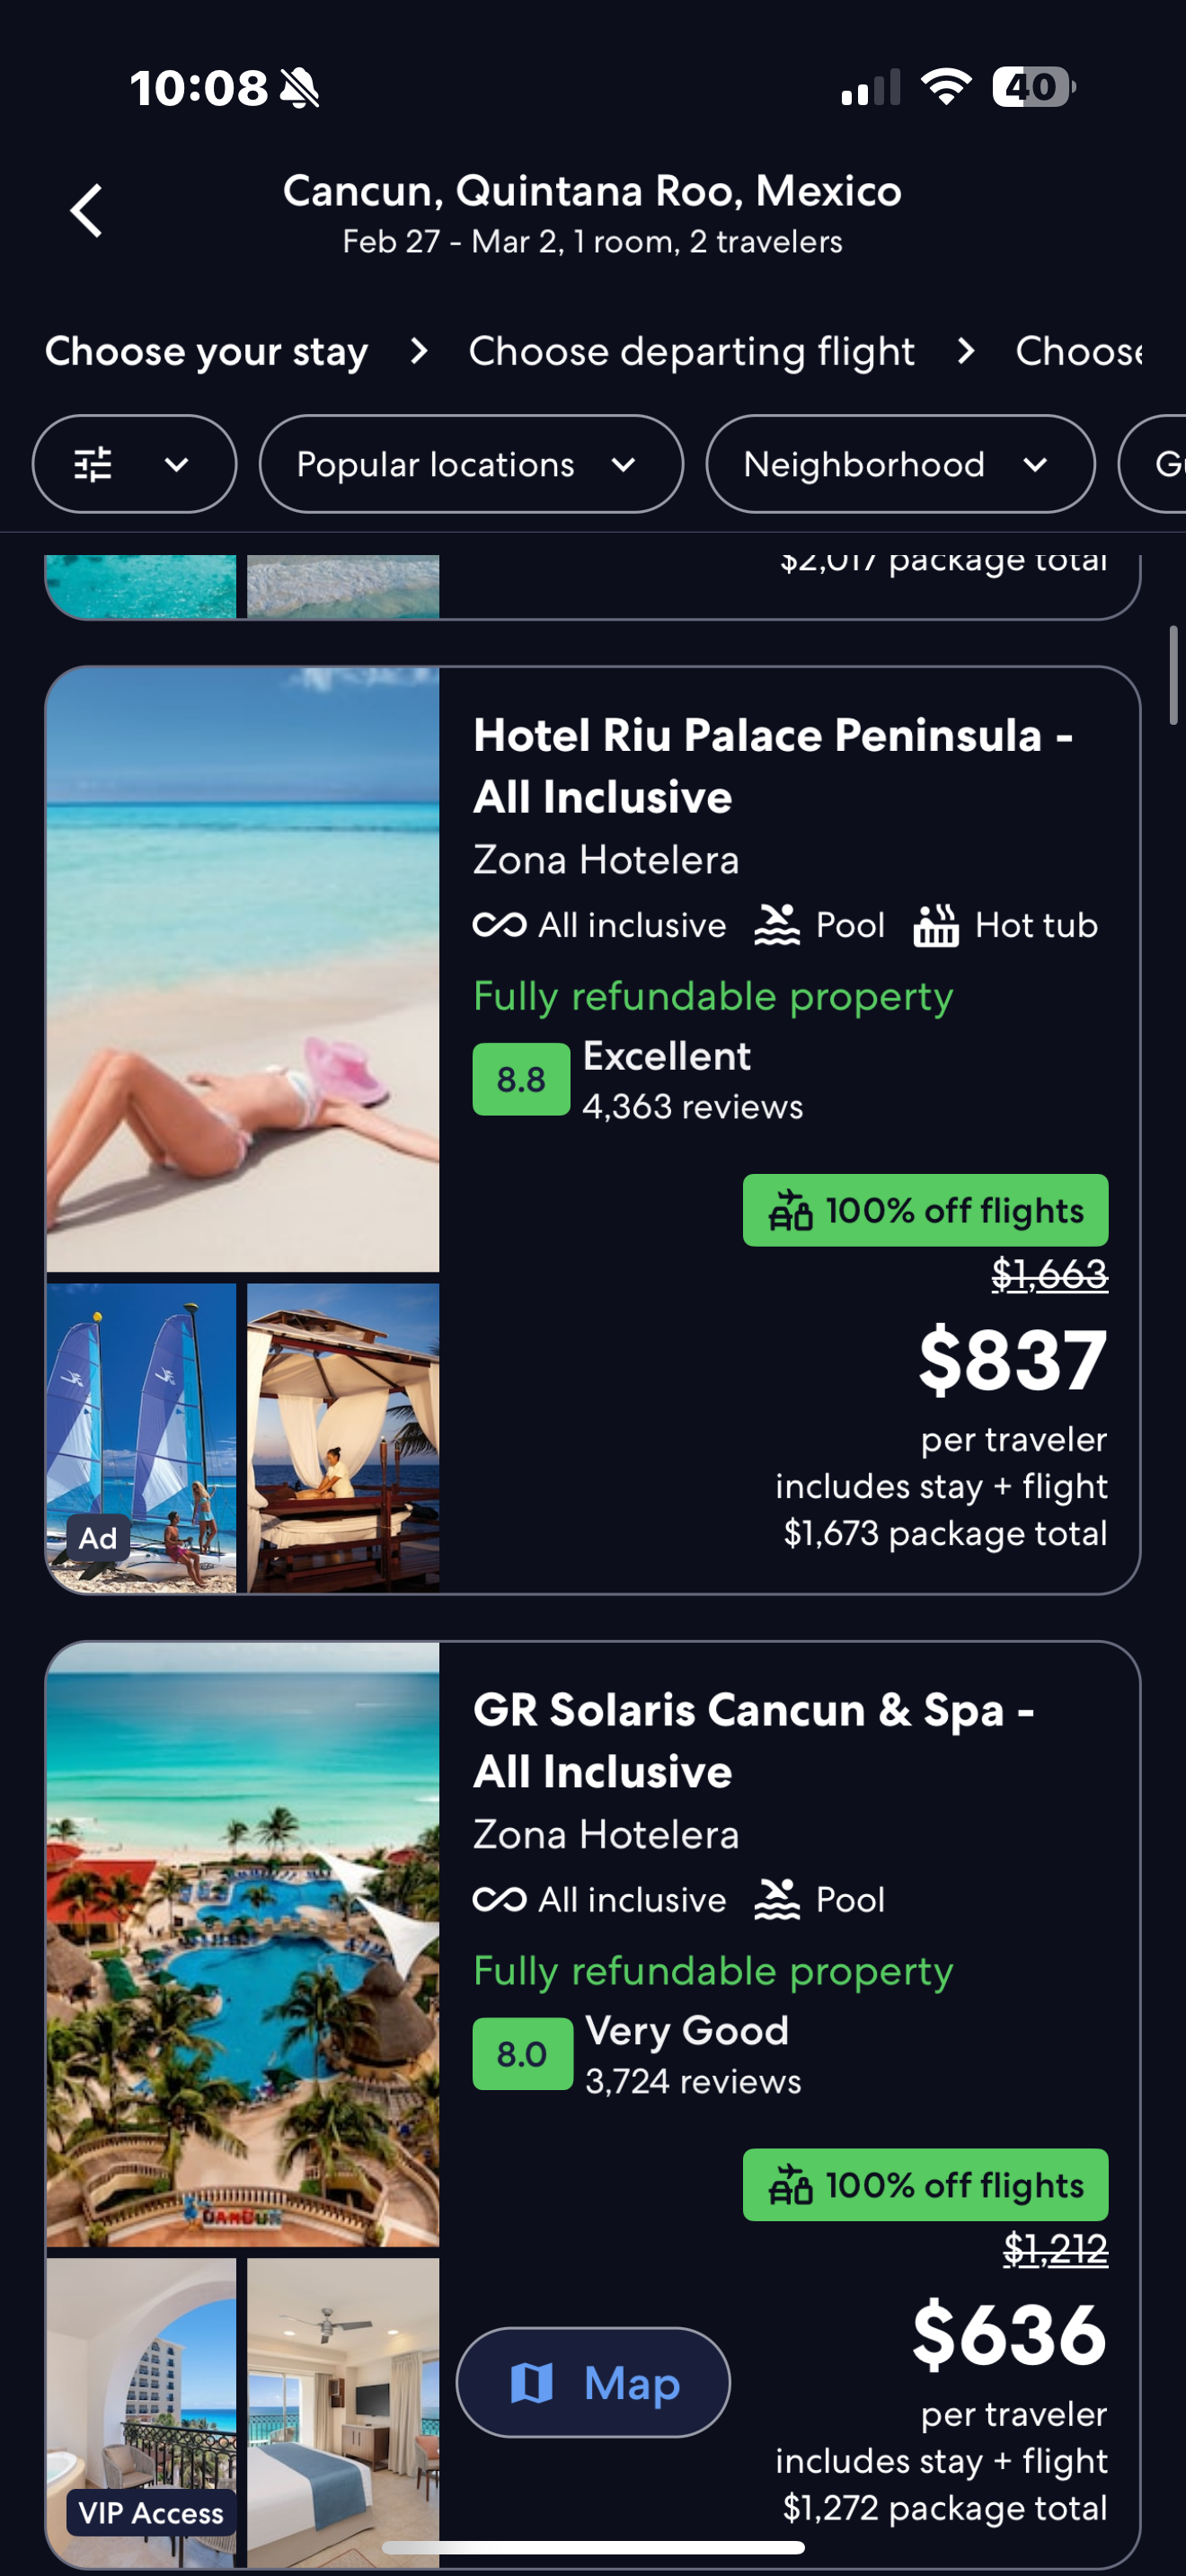 10:08
40
Cancun, Quintana Roo, Mexico
Feb 27 - Mar 2, 1 room, 2 travelers
Choose your stay > Choose departing flight > Choose
Popular locations
Neighborhood
$2,017 package total
Hotel Riu Palace Peninsula -
All Inclusive
Zona Hotelera
All inclusive Pool Hot tub
Fully refundable property
8.8 Excellent
4,363 reviews
100% off flights
$1,663
$837
per traveler
includes stay + flight
$1,673 package total
Ad
GR Solaris Cancun & Spa -
All Inclusive
Zona Hotelera
All inclusive Pool
Fully refundable property
8.0 Very Good
3,724 reviews
100% off flights
$1,212
$636
per traveler
includes stay + flight
$1,272 package total
CANCUN
Map
VIP Access